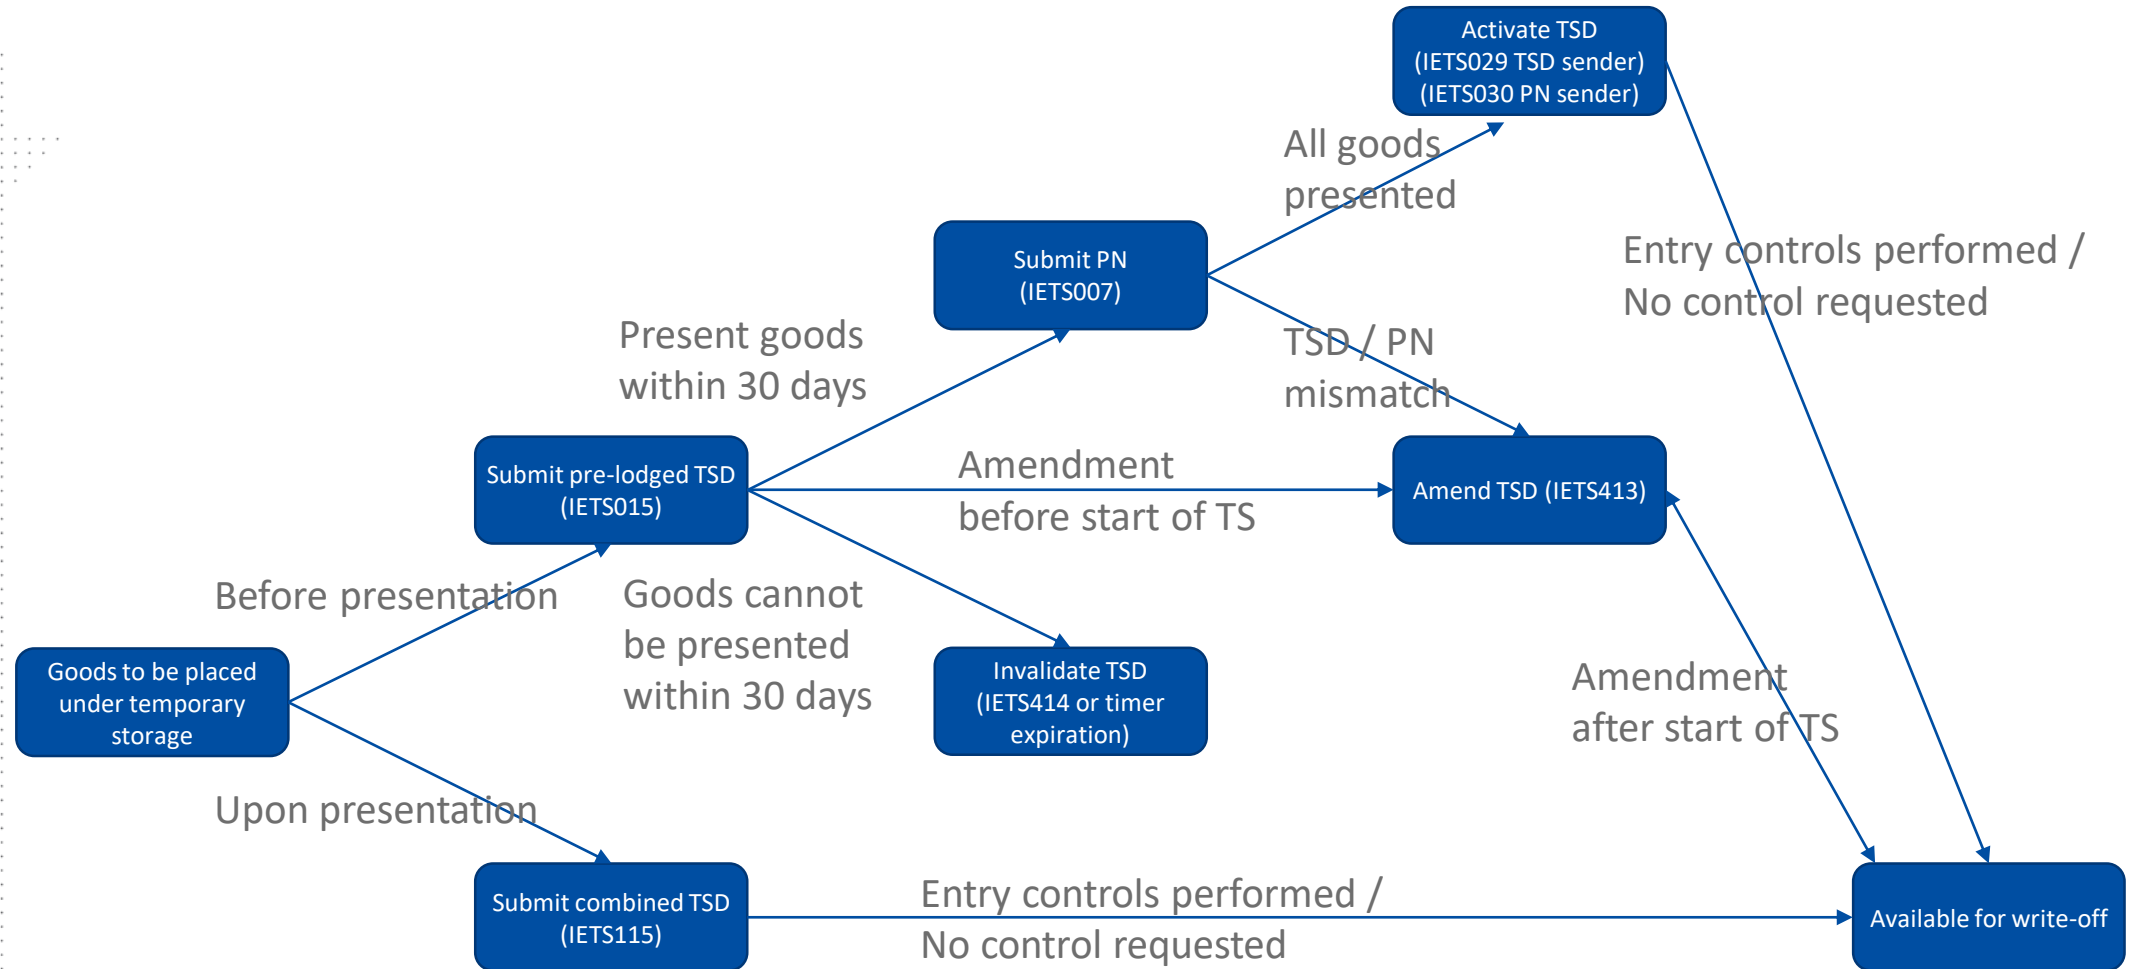 Activate TSD
(IETS029 TSD sender)
(IETS030 PN sender)
All goods
presented
Submit PN
(IETS007)
Entry controls performed /
No control requested
Present goods
within 30 days
TSD / PN
mismatch
Submit pre-lodged TSD
(IETS015)
Amendment
before start of TS
Amend TSD (IETS413)
Before presentation
Goods cannot
be presented
within 30 days
Goods to be placed
under temporary
storage
Invalidate TSD
(IETS414 or timer
expiration)
Amendment
after start of TS
Upon presentation
Submit combined TSD
(IETS115)
Entry controls performed /
No control requested
Available for write-off